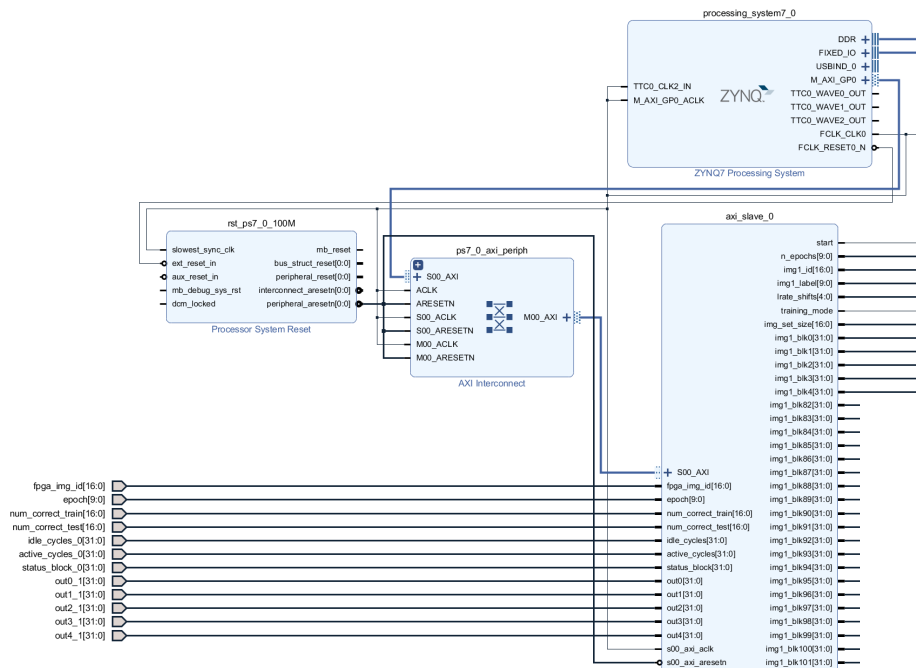 processing_system7_0
DDR
FIXED_IO
USBIND_0
M_AXI_GP0
TTC0_WAVE0_OUT
TTC0_WAVE1_OUT
TTC0_WAVE2_OUT
FCLK_CLK0
FCLK_RESET0_N
TTC0_CLK2_IN
M_AXI_GP0_ACLK
ZYNQ
ZYNQ7 Processing System
rst_ps7_0_100M
slowest_sync_clk
ext_reset_in
aux_reset_in
mb_debug_sys_rst
dcm_locked
mb_reset
bus_struct_reset[0:0]
peripheral_reset[0:0]
interconnect_aresetn[0:0]
peripheral_aresetn[0:0]
Processor System Reset
ps7_0_axi_periph
S00_AXI
ACLK
ARESETN
S00_ACLK
S00_ARESETN
M00_ACLK
M00_ARESETN
M00_AXI
AXI Interconnect
axi_slave_0
start
n_epochs[9:0]
img1_id[16:0]
img1_label[9:0]
lrate_shifts[4:0]
training_mode
img_set_size[16:0]
img1_blk0[31:0]
img1_blk1[31:0]
img1_blk2[31:0]
img1_blk3[31:0]
img1_blk4[31:0]
img1_blk82[31:0]
img1_blk83[31:0]
img1_blk84[31:0]
img1_blk85[31:0]
img1_blk86[31:0]
img1_blk87[31:0]
img1_blk88[31:0]
img1_blk89[31:0]
img1_blk90[31:0]
img1_blk91[31:0]
img1_blk92[31:0]
img1_blk93[31:0]
img1_blk94[31:0]
img1_blk95[31:0]
img1_blk96[31:0]
img1_blk97[31:0]
img1_blk98[31:0]
img1_blk99[31:0]
img1_blk100[31:0]
img1_blk101[31:0]
S00_AXI
fpga_img_id[16:0]
epoch[9:0]
num_correct_train[16:0]
num_correct_test[16:0]
idle_cycles[31:0]
active_cycles[31:0]
status_block[31:0]
out0[31:0]
out1[31:0]
out2[31:0]
out3[31:0]
out4[31:0]
s00_axi_aclk
s00_axi_aresetn
fpga_img_id[16:0]
epoch[9:0]
num_correct_train[16:0]
num_correct_test[16:0]
idle_cycles_0[31:0]
active_cycles_0[31:0]
status_block_0[31:0]
out0_1[31:0]
out1_1[31:0]
out2_1[31:0]
out3_1[31:0]
out4_1[31:0]